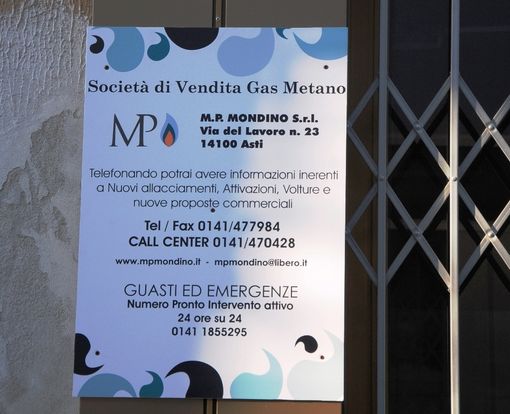 Società di Vendita Gas Metano
MP
M.P. MONDINO S.r.l.
Via del Lavoro n. 23
14100 Asti
Telefonando potrai avere informazioni inerenti
a Nuovi allacciamenti, Attivazioni, Volture e
nuove proposte commerciali
Tel / Fax 0141/477984
CALL CENTER 0141/470428
www.mpmondino.it - mpmondino@libero.it
GUASTI ED EMERGENZE
Numero Pronto Intervento attivo
24 ore su 24
0141 1855295